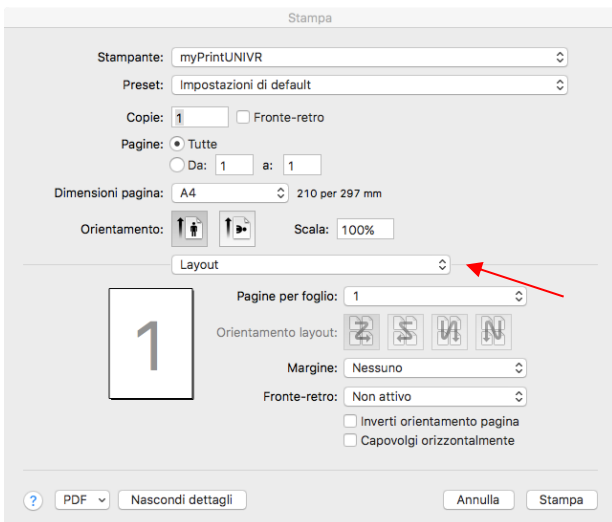 Stampa
Stampante: myPrintUNIVR
Preset: Impostazioni di default
Copie: 1 Fronte-retro
Pagine: Tutte
Da: 1 a: 1
Dimensioni pagina: A4 210 per 297 mm
Orientamento: Scala: 100%
Layout
Pagine per foglio: 1
1
Orientamento layout:
Margine: Nessuno
Fronte-retro: Non attivo
Inverti orientamento pagina
Capovolgi orizzontalmente
? PDF Nascondi dettagli Annulla Stampa